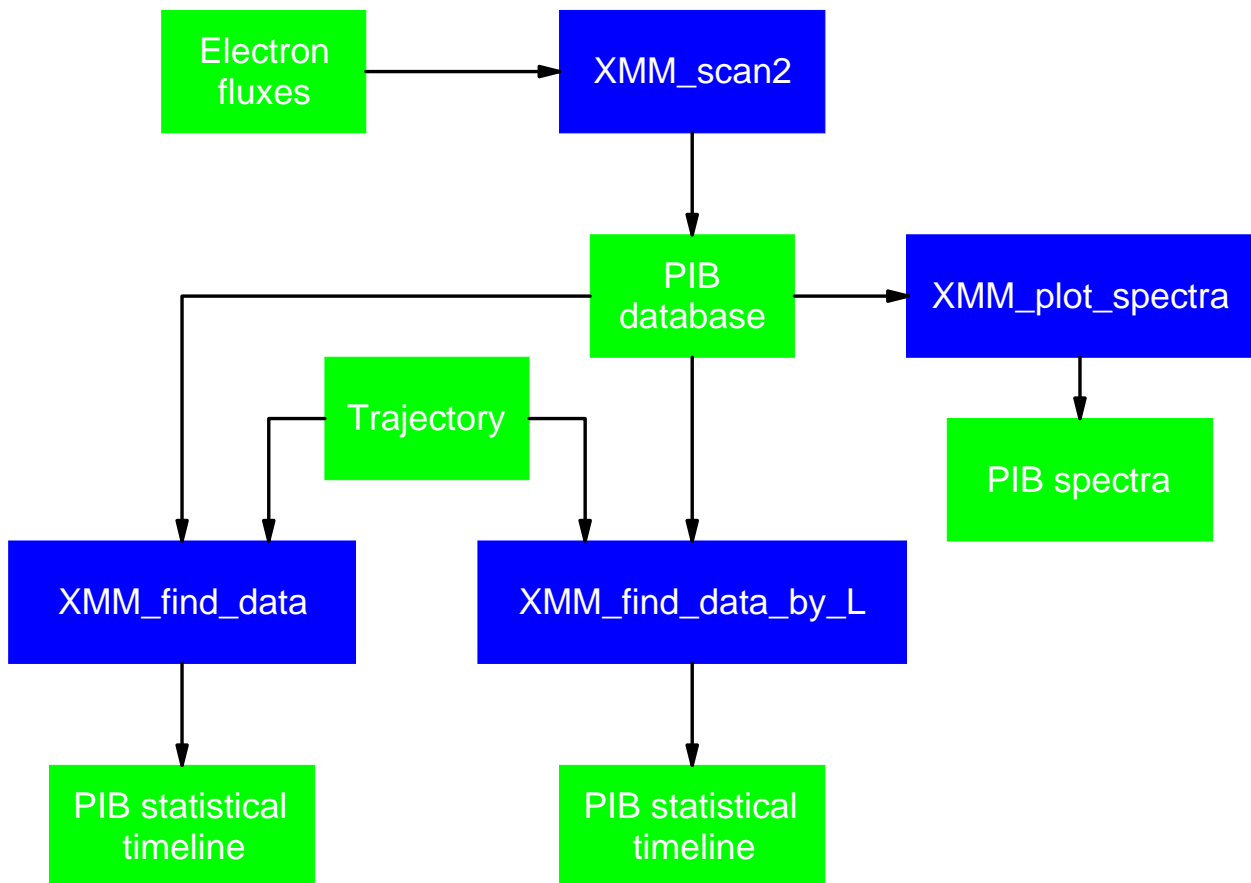 Electron
fluxes
XMM_scan2
PIB
database
XMM_plot_spectra
Trajectory
PIB spectra
XMM_find_data
XMM_find_data_by_L
PIB statistical
timeline
PIB statistical
timeline